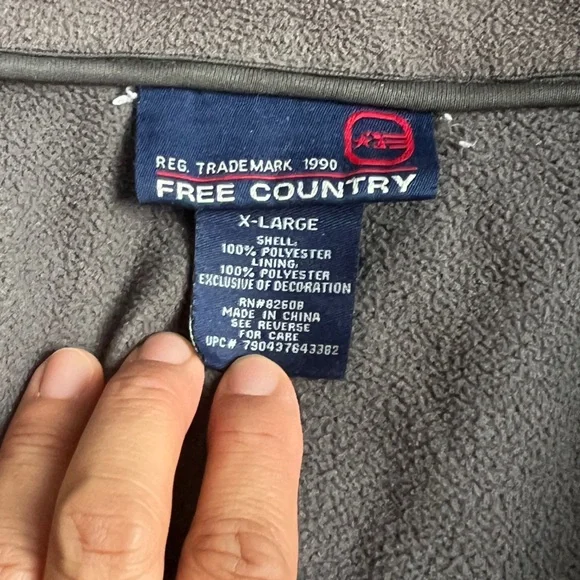 REG. TRADEMARK 1990
FREE COUNTRY
X-LARGE
SHELL:
100% POLYESTER
LINING:
100% POLYESTER
EXCLUSIVE OF DECORATION
RN#82608
MADE IN CHINA
SEE REVERSE
FOR CARE
UPC# 790437643382